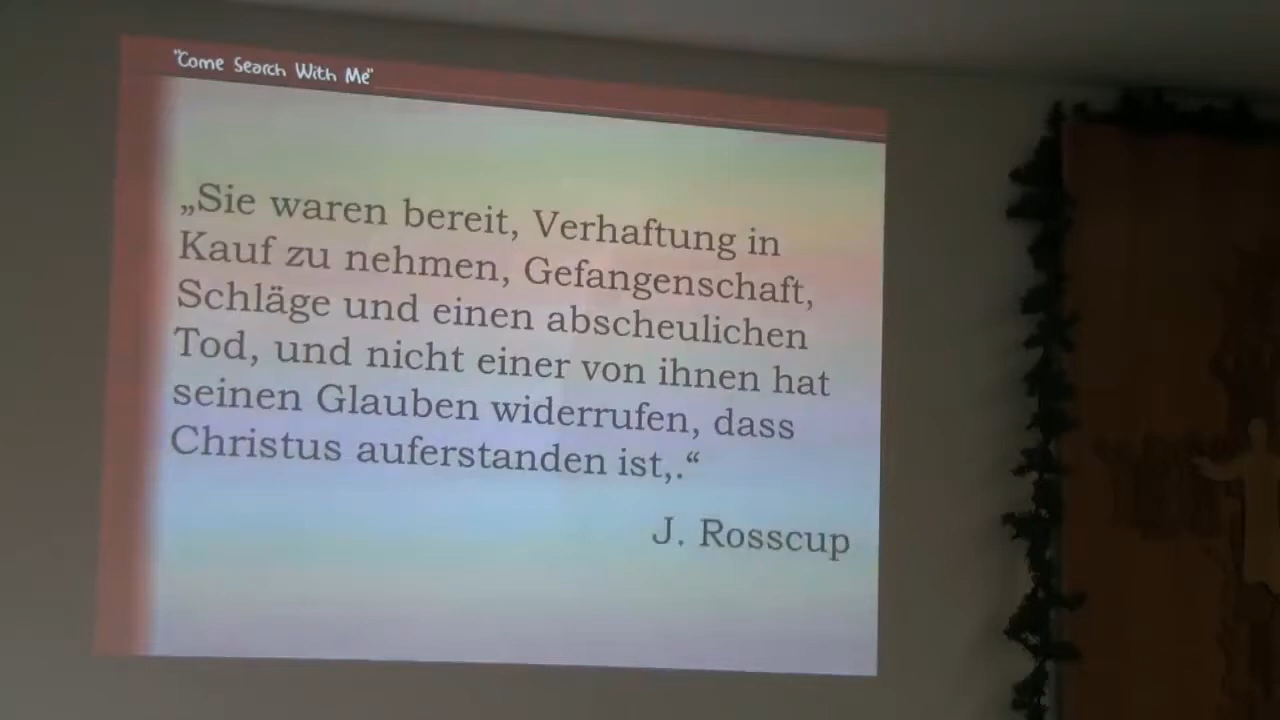 "Come Search With Me"
„Sie waren bereit, Verhaftung in
Kauf zu nehmen, Gefangenschaft,
Schläge und einen abscheulichen
Tod, und nicht einer von ihnen hat
seinen Glauben widerrufen, dass
Christus auferstanden ist,.“
J. Rosscup